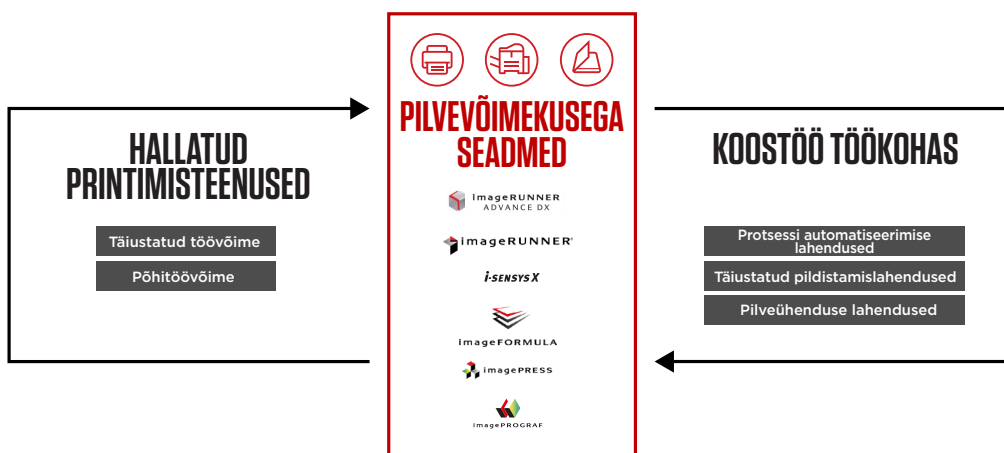 HALLATUD
PRINTIMISTEENUSED
Täiustatud töövõime
Põhitöövõime
PILVEVÕIMEKUSEGA
SEADMED
imageRUNNER
ADVANCE DX
imageRUNNER®
i-SENSYS X
imageFORMULA
imagePRESS
imagePROGRAF
KOOSTÖÖ TÖÖKOHAS
Protsessi automatiseerimise
lahendused
Täiustatud pildistamislahendused
Pilveühenduse lahendused